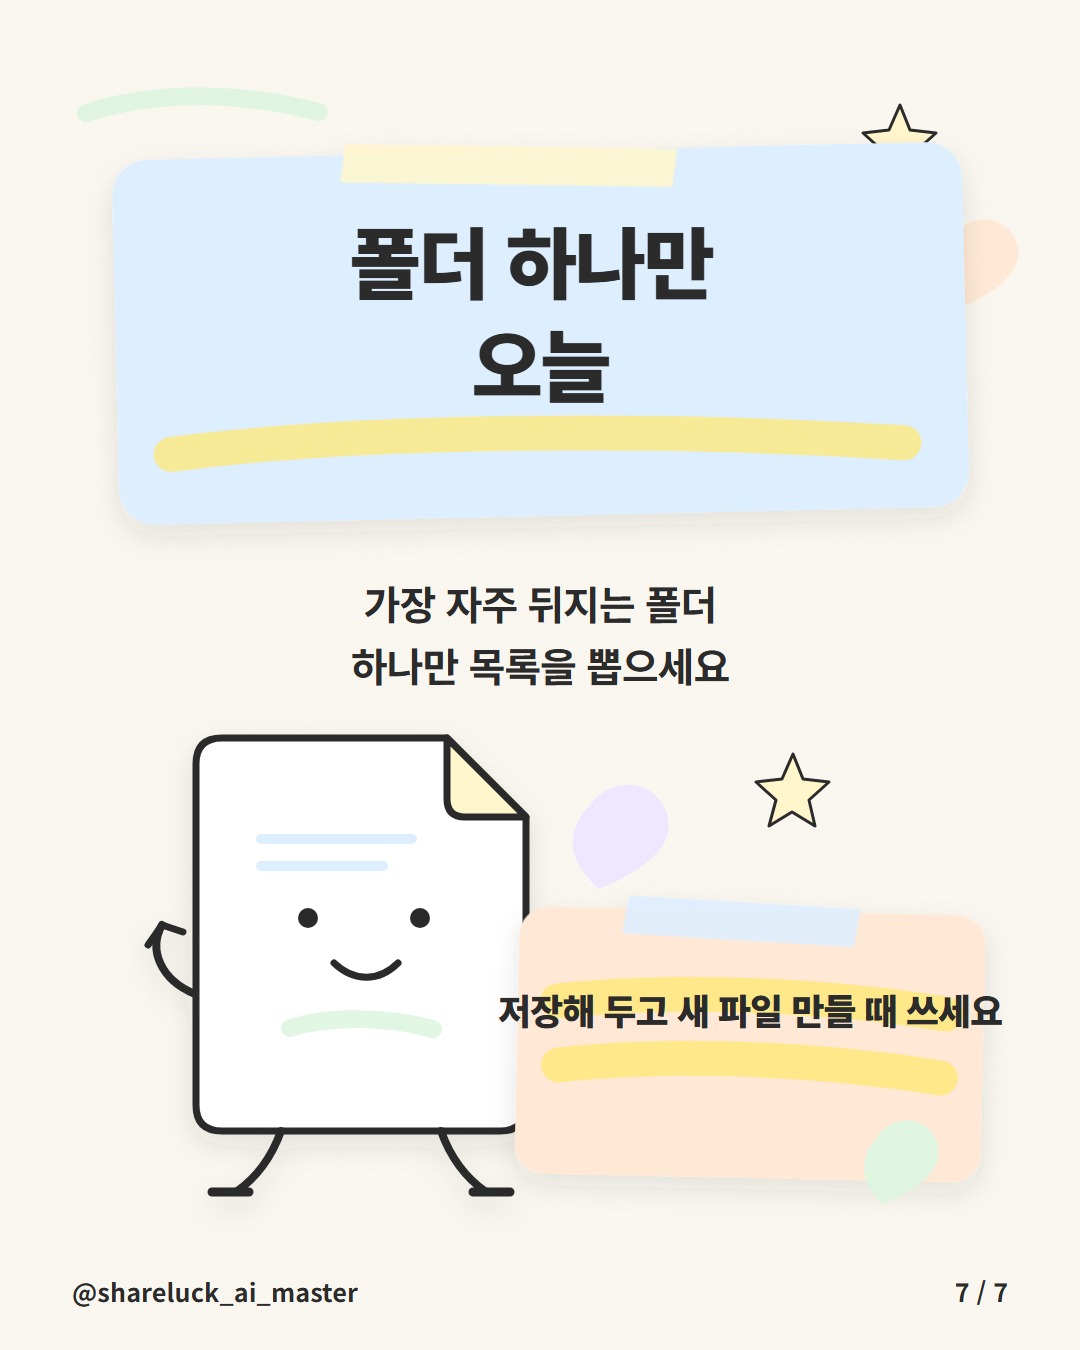 폴더 하나만
오늘
가장 자주 뒤지는 폴더
하나만 목록을 뽑으세요
저장해 두고 새 파일 만들 때 쓰세요
@shareluck_ai_master
7 / 7